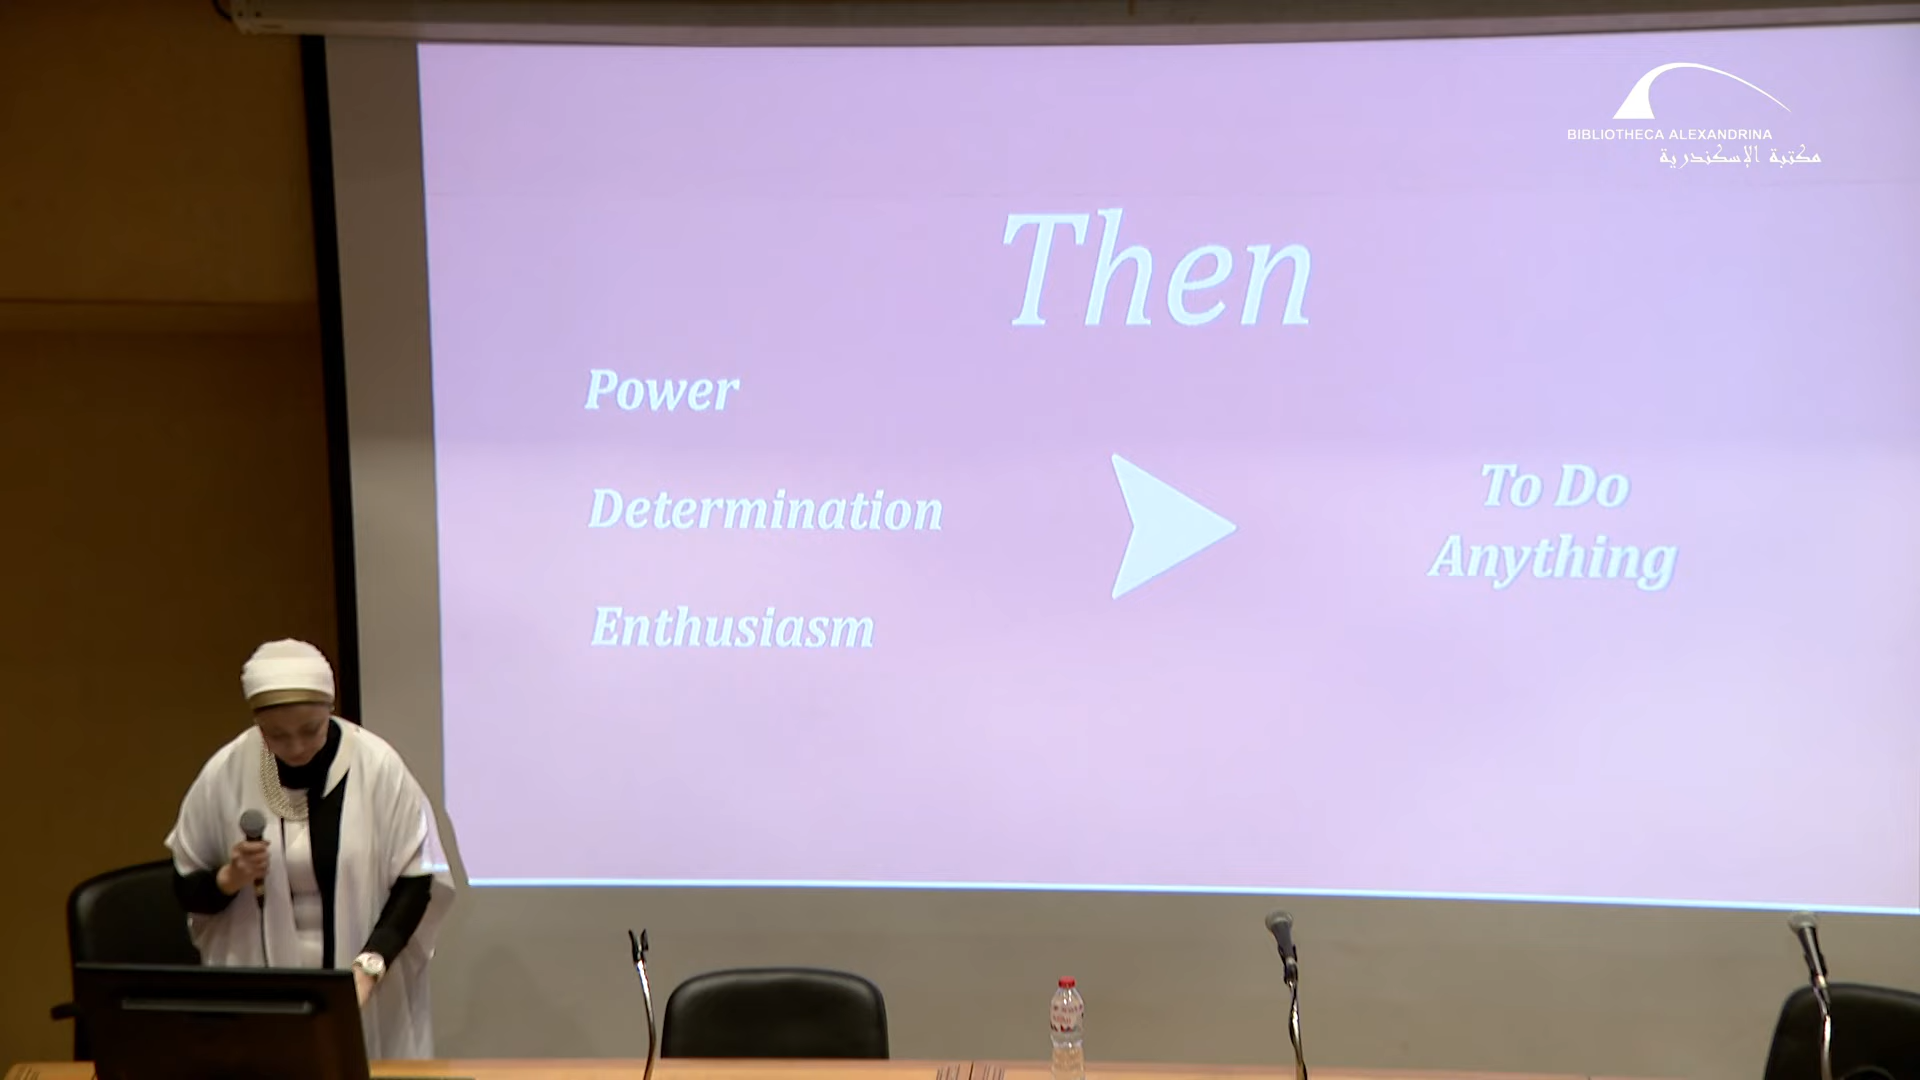 BIBLIOTHECA ALEXANDRINA
مكتبة الإسكندرية
Then
Power
Determination
Enthusiasm
To Do
Anything